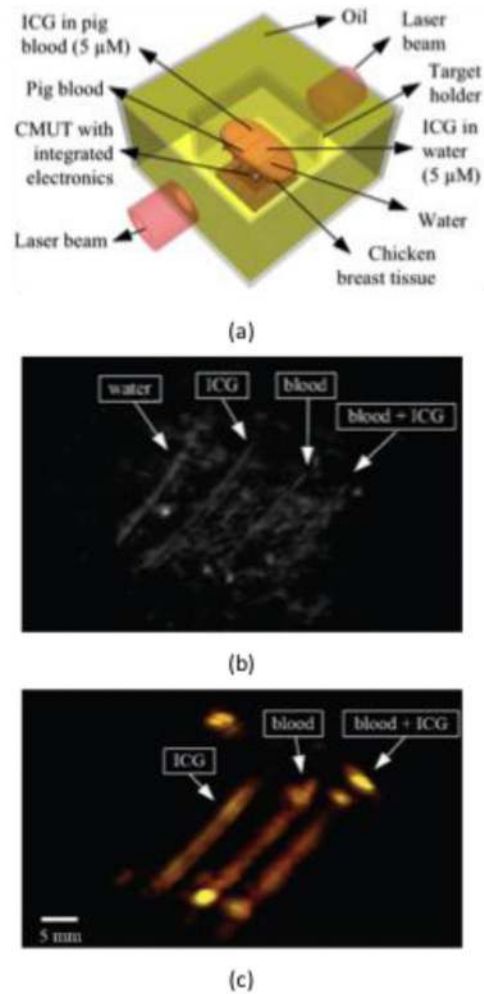 ICG in pig
blood (5 µM)
Pig blood
CMUT with
integrated
electronics
Laser beam
Oil
Laser
beam
Target
holder
ICG in
water
(5 µM)
Water
Chicken
breast tissue
(a)
water
ICG
blood
blood + ICG
(b)
ICG
blood
blood + ICG
5 mm
(c)